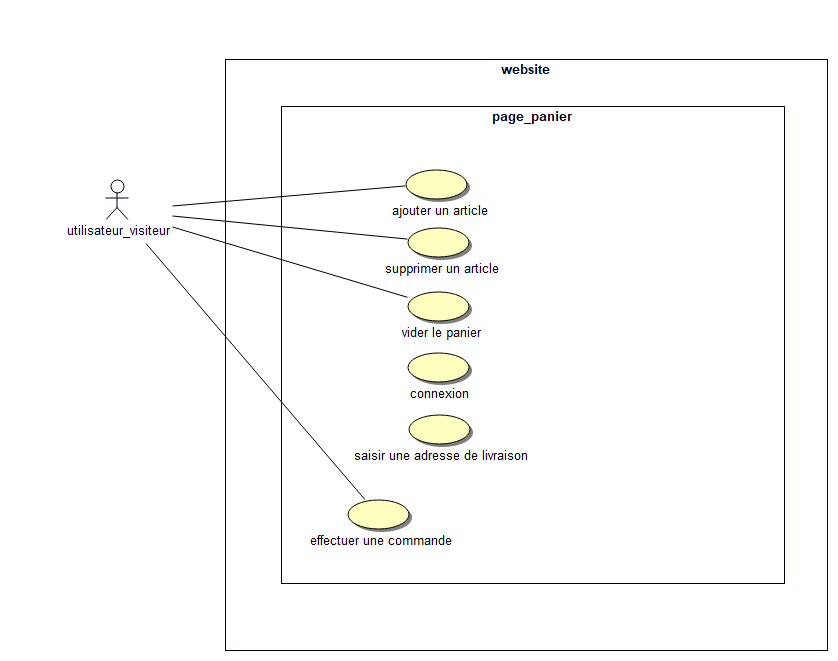 website
page_panier
ajouter un article
utilisateur_visiteur
supprimer un article
vider le panier
connexion
saisir une adresse de livraison
effectuer une commande